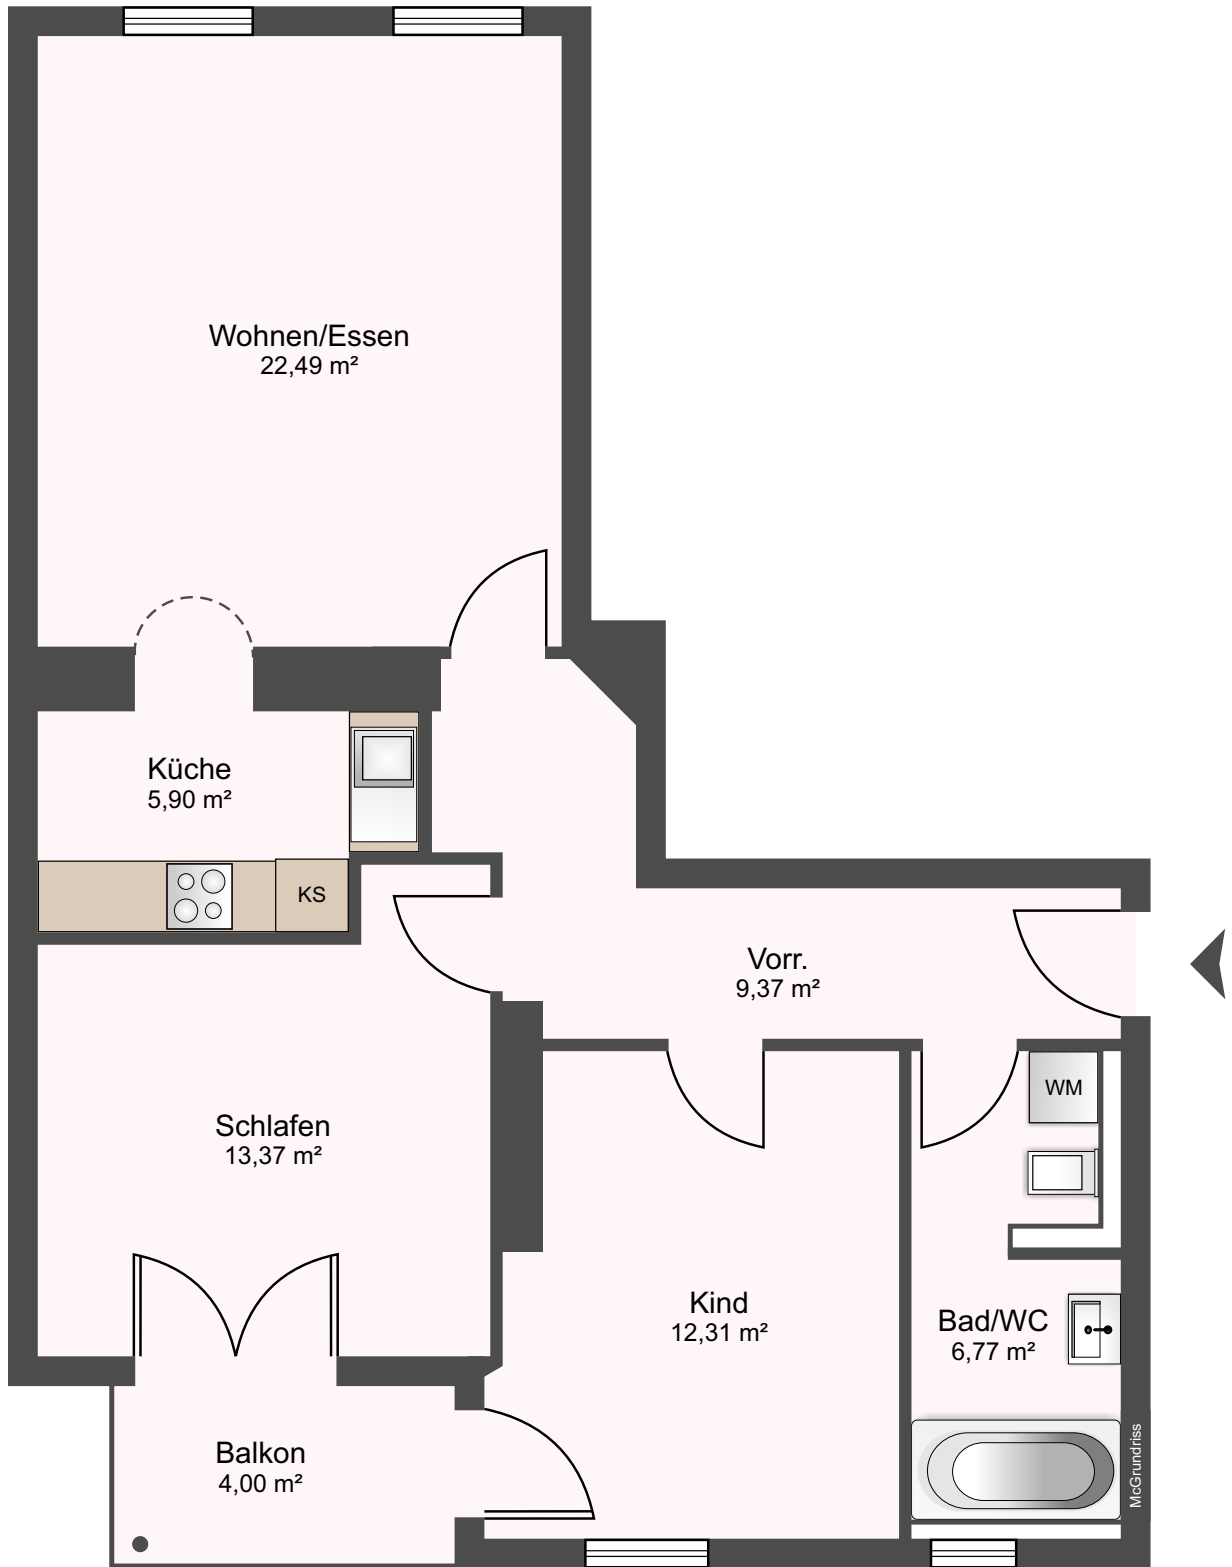 Wohnen/Essen
22,49 m²
Küche
5,90 m²
KS
Vorr.
9,37 m²
WM
Schlafen
13,37 m²
Kind
12,31 m²
Bad/WC
6,77 m²
Balkon
4,00 m²
McGrundriss